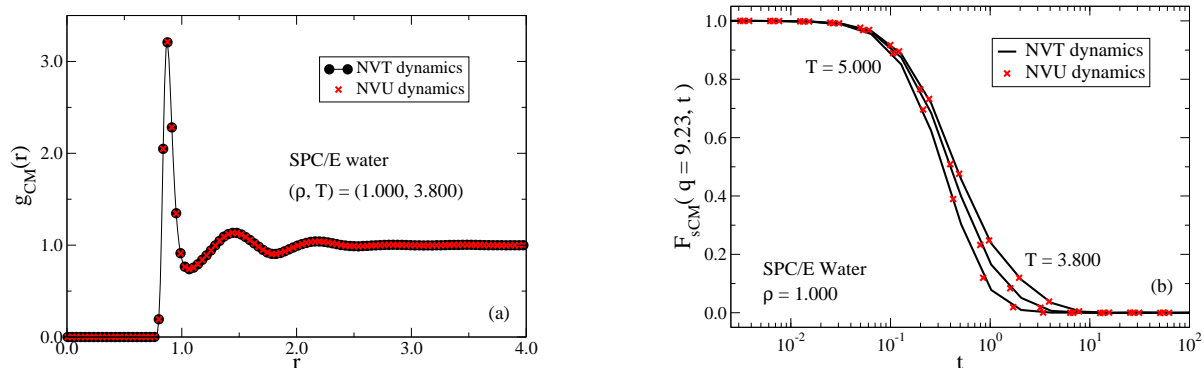 3.0
2.0
1.0
0.0
g_CM(r)
NVT dynamics
NVU dynamics
SPC/E water
(ρ, T) = (1.000, 3.800)
(a)
0.0 1.0 2.0 3.0 4.0
r
1.0
0.8
0.6
0.4
0.2
0.0
F_sCM( q = 9.23, t )
NVT dynamics
NVU dynamics
T = 5.000
T = 3.800
SPC/E Water
ρ = 1.000
(b)
10^-2 10^-1 10^0 10^1 10^2
t